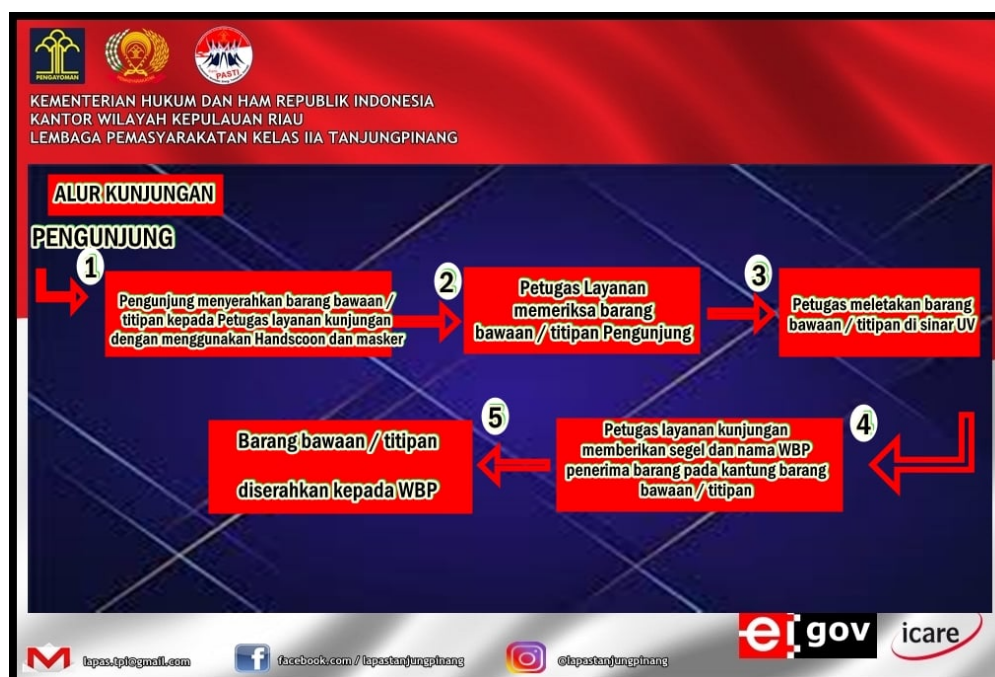 PENGAYOMAN
PASTI
KEMENTERIAN HUKUM DAN HAM REPUBLIK INDONESIA
KANTOR WILAYAH KEPULAUAN RIAU
LEMBAGA PEMASYARAKATAN KELAS IIA TANJUNGPINANG
ALUR KUNJUNGAN
PENGUNJUNG
1
Pengunjung menyerahkan barang bawaan /
titipan kepada Petugas layanan kunjungan
dengan menggunakan Handscoon dan masker
2
Petugas Layanan
memeriksa barang
bawaan / titipan Pengunjung
3
Petugas meletakan barang
bawaan / titipan di sinar UV
4
Petugas layanan kunjungan
memberikan segel dan nama WBP
penerima barang pada kantung barang
bawaan / titipan
5
Barang bawaan / titipan
diserahkan kepada WBP
lapas.tpi@gmail.com
facebook.com / lapastanjungpinang
@lapastanjungpinang
gov
icare